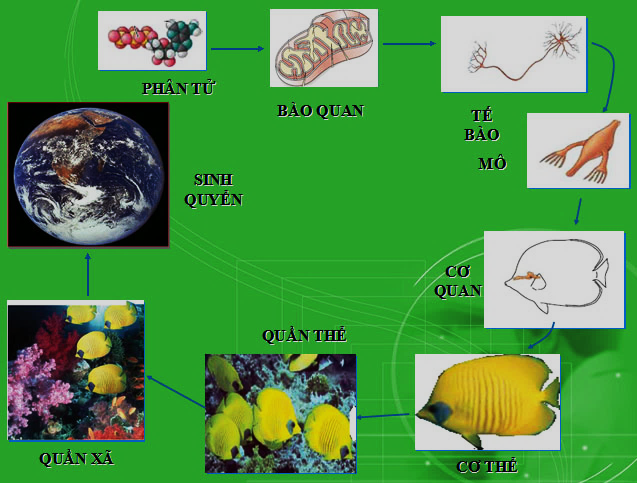 PHÂN TỬ
BÀO QUAN
TẾ
BÀO
MÔ
SINH
QUYỂN
CƠ
QUAN
QUẦN THỂ
QUẦN XÃ
CƠ THỂ